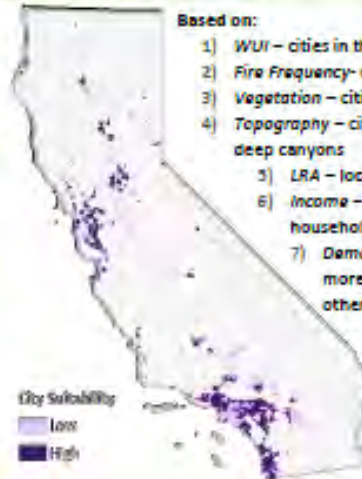 Based on:
1) WUI – cities in th
2) Fire Frequency-
3) Vegetation – citi
4) Topography – ci
deep canyons
5) LRA – loc
6) Income –
househol
7) Demo
more
other
City Suitability
Low
High